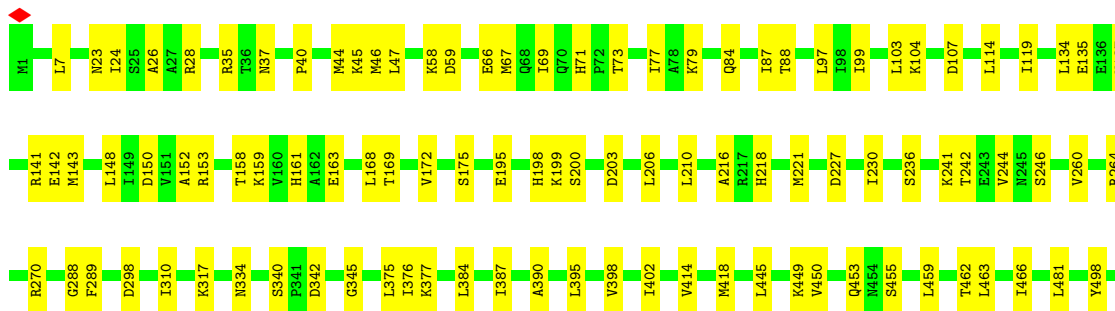 M1 L7 N23 I24 S25 A26 A27 R28 R35 T36 N37 P40 M44 K45 M46 L47 K58 D59 E66 M67 Q68 I69 Q70 H71 P72 T73 I77 A78 K79 Q84 I87 T88 L97 I98 I99 L103 K104 D107 L114 I119 L134 E135 E136
R141 E142 M143 L148 I149 D150 V151 A152 R153 T158 K159 V160 H161 A162 E163 L168 T169 V172 S175 E195 H198 K199 S200 D203 L206 L210 A216 R217 H218 M221 D227 I230 S236 K241 T242 E243 V244 N245 S246 V260
R270 G288 F289 D298 I310 K317 N334 S340 P341 D342 G345 L375 I376 K377 L384 I387 A390 L395 V398 I402 V414 M418 L445 K449 V450 Q453 N454 S455 L459 T462 L463 I466 L481 Y498